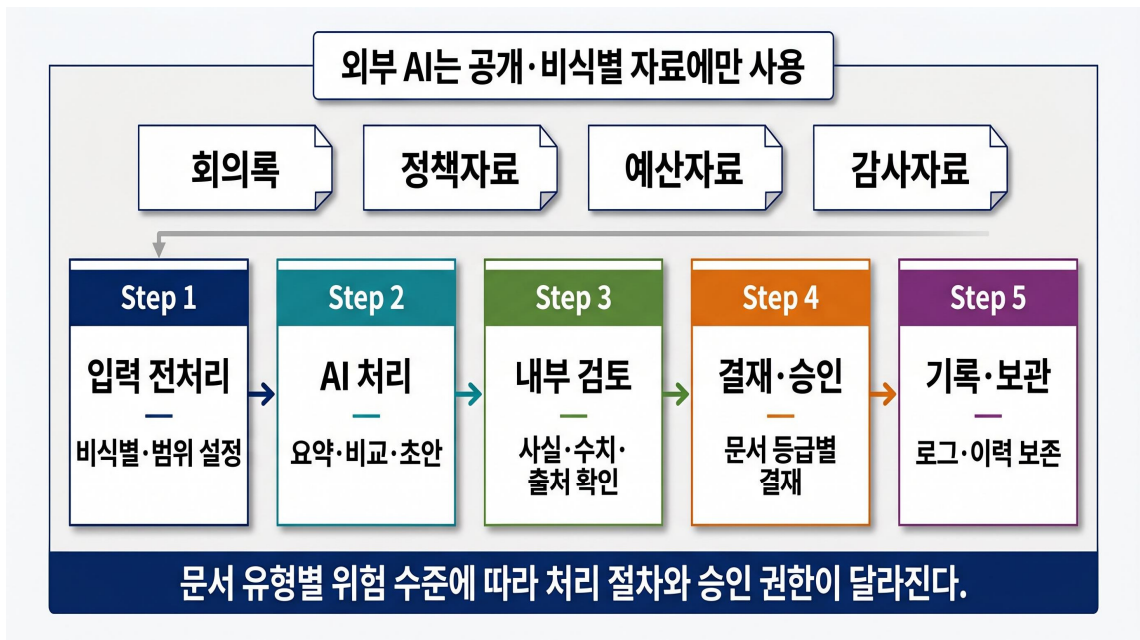 외부 AI는 공개·비식별 자료에만 사용
회의록
정책자료
예산자료
감사자료
Step 1
입력 전처리
비식별·범위 설정
Step 2
AI 처리
요약·비교·초안
Step 3
내부 검토
사실·수치·
출처 확인
Step 4
결재·승인
문서 등급별
결재
Step 5
기록·보관
로그·이력 보존
문서 유형별 위험 수준에 따라 처리 절차와 승인 권한이 달라진다.